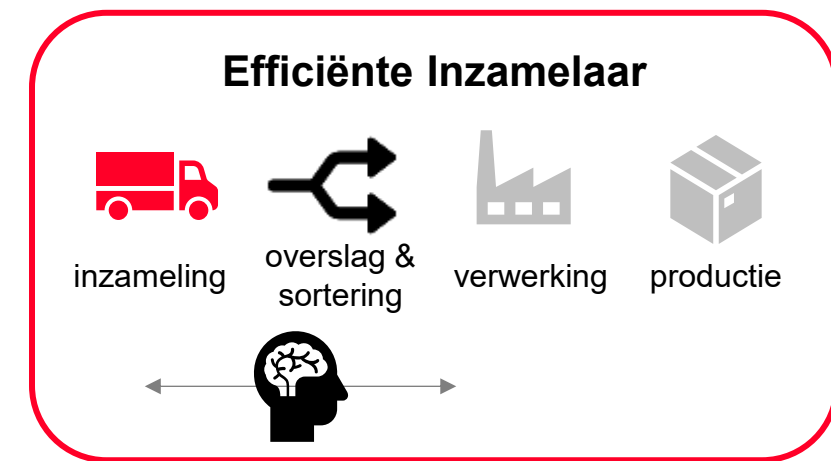 Efficiënte Inzamelaar
inzameling
overslag &
sortering
verwerking
productie